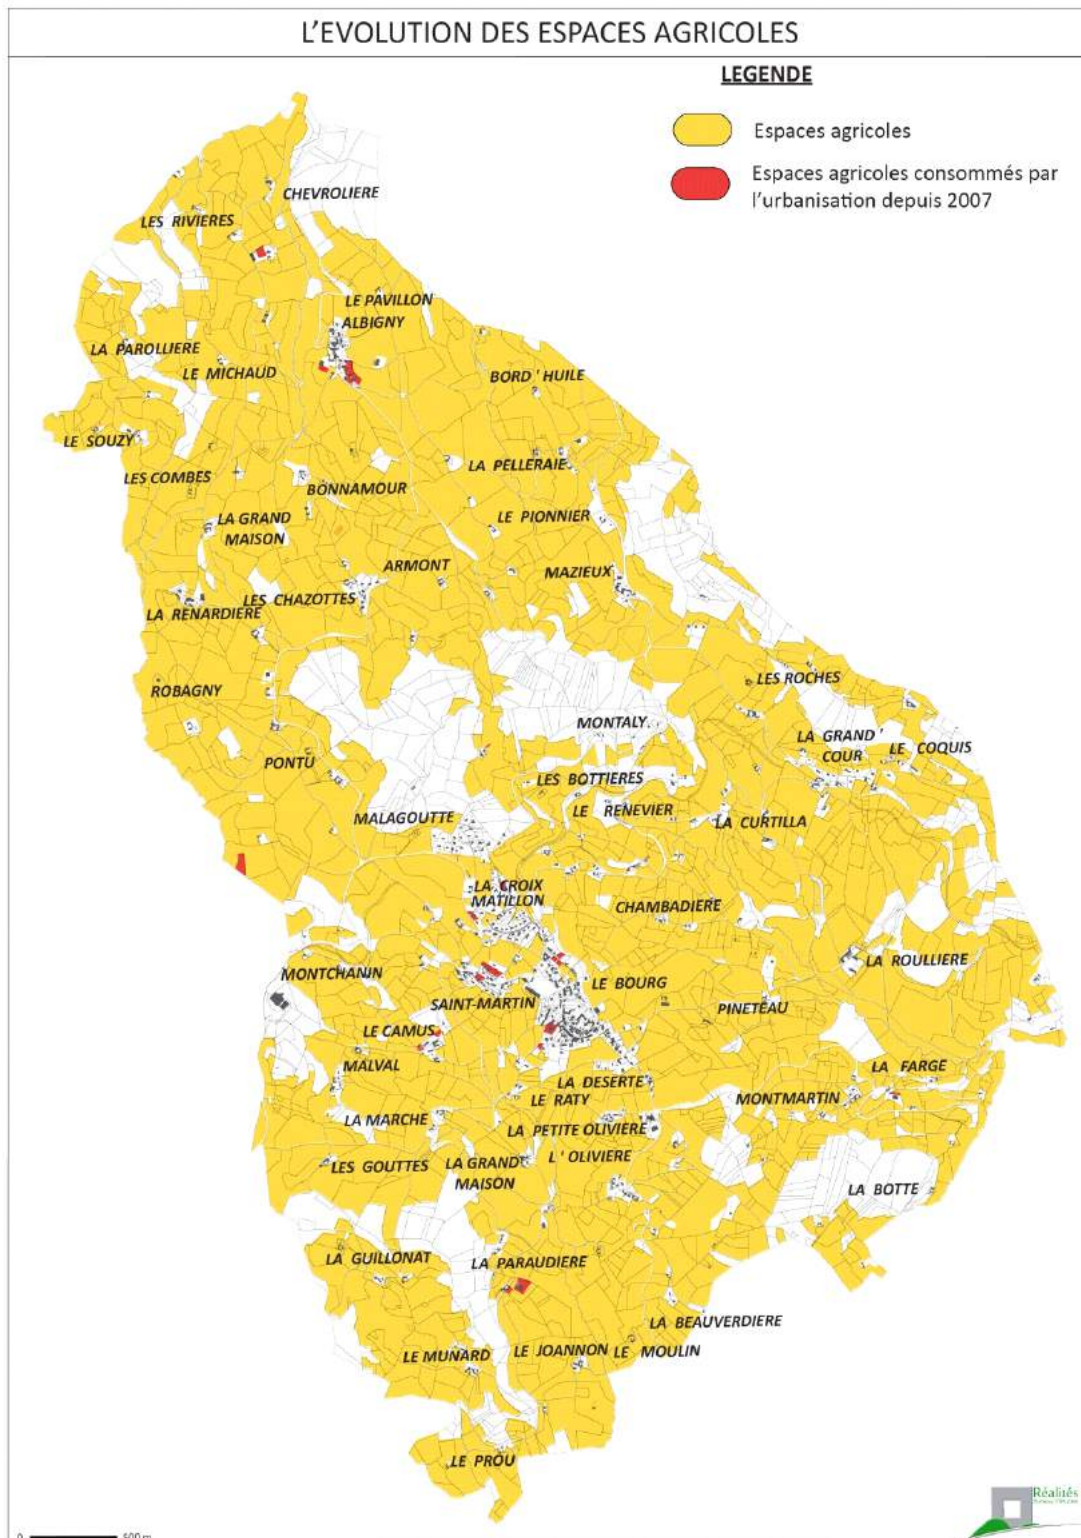 L'EVOLUTION DES ESPACES AGRICOLES
LEGENDE
Espaces agricoles
Espaces agricoles consommés par
l'urbanisation depuis 2007
CHEVROLIERE
LES RIVIERES
LE PAVILLON
ALBIGNY
LA PAROLLIERE
LE MICHAUD
BORD ' HUILE
LE SOUZY
LA PELLERAIE
LES COMBES
BONNAMOUR
LA GRAND
MAISON
LE PIONNIER
ARMONT
MAZIEUX
LES CHAZOTTES
LA RENARDIERE
LES ROCHES
ROBAGNY
MONTALY
LA GRAND '
COUR
LE COQUIS
PONTU
LES BOTTIERES
LE RENEVIER
MALAGOUTTE
LA CURTILLA
LA CROIX
MATILLON
CHAMBADIERE
LA ROULLIERE
MONTCHANIN
LE BOURG
SAINT-MARTIN
PINETEAU
LE CAMUS
MALVAL
LA FARGE
LA DESERTE
LE RATY
MONTMARTIN
LA MARCHE
LA PETITE OLIVIERE
L ' OLIVIERE
LES GOUTTES
LA GRAND
MAISON
LA BOTTE
LA GUILLONAT
LA PARAUDIERE
LA BEAUVERDIERE
LE MUNARD
LE JOANNON
LE MOULIN
LE PROU
Réalités
0
500 m